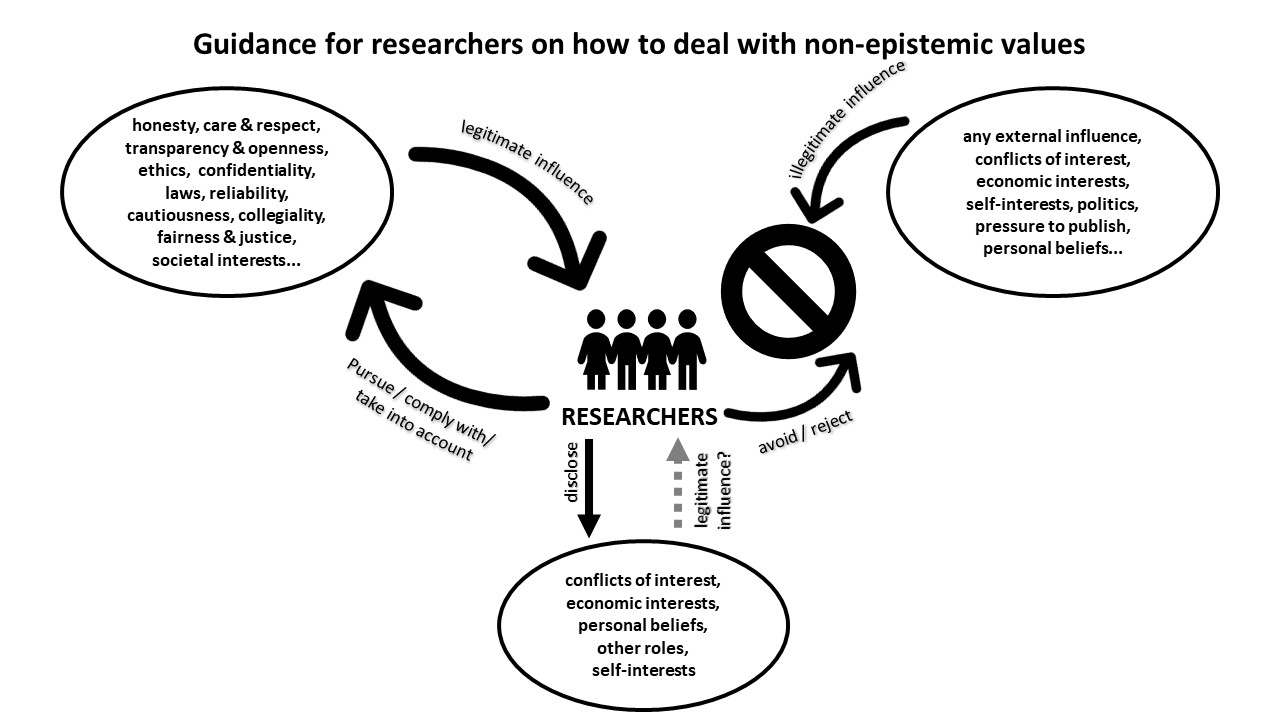 Guidance for researchers on how to deal with non-epistemic values
honesty, care & respect,
transparency & openness,
ethics, confidentiality,
laws, reliability,
cautiousness, collegiality,
fairness & justice,
societal interests...
legitimate influence
illegitimate influence
any external influence,
conflicts of interest,
economic interests,
self-interests, politics,
pressure to publish,
personal beliefs...
Pursue / comply with/
take into account
RESEARCHERS
avoid / reject
disclose
legitimate
influence?
conflicts of interest,
economic interests,
personal beliefs,
other roles,
self-interests